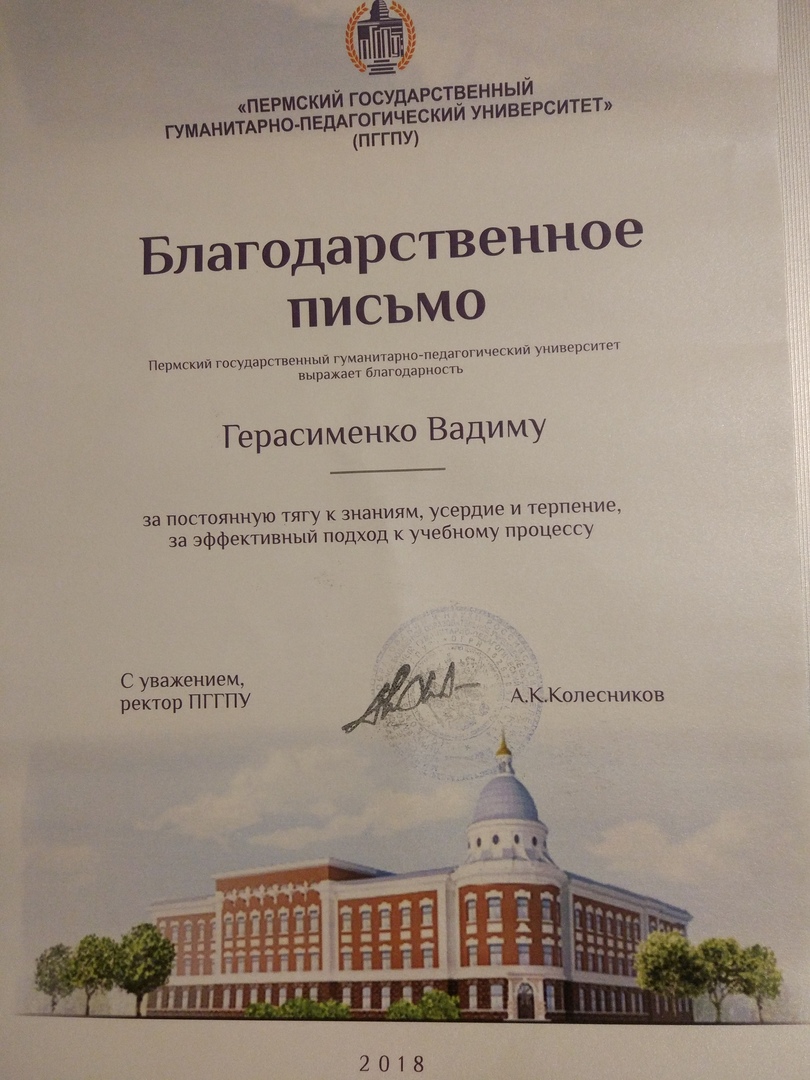 ПГГПУ
«ПЕРМСКИЙ ГОСУДАРСТВЕННЫЙ
ГУМАНИТАРНО-ПЕДАГОГИЧЕСКИЙ УНИВЕРСИТЕТ»
(ПГГПУ)
Благодарственное
письмо
Пермский государственный гуманитарно-педагогический университет
выражает благодарность
Герасименко Вадиму
за постоянную тягу к знаниям, усердие и терпение,
за эффективный подход к учебному процессу
С уважением,
ректор ПГГПУ
А.К.Колесников
2018